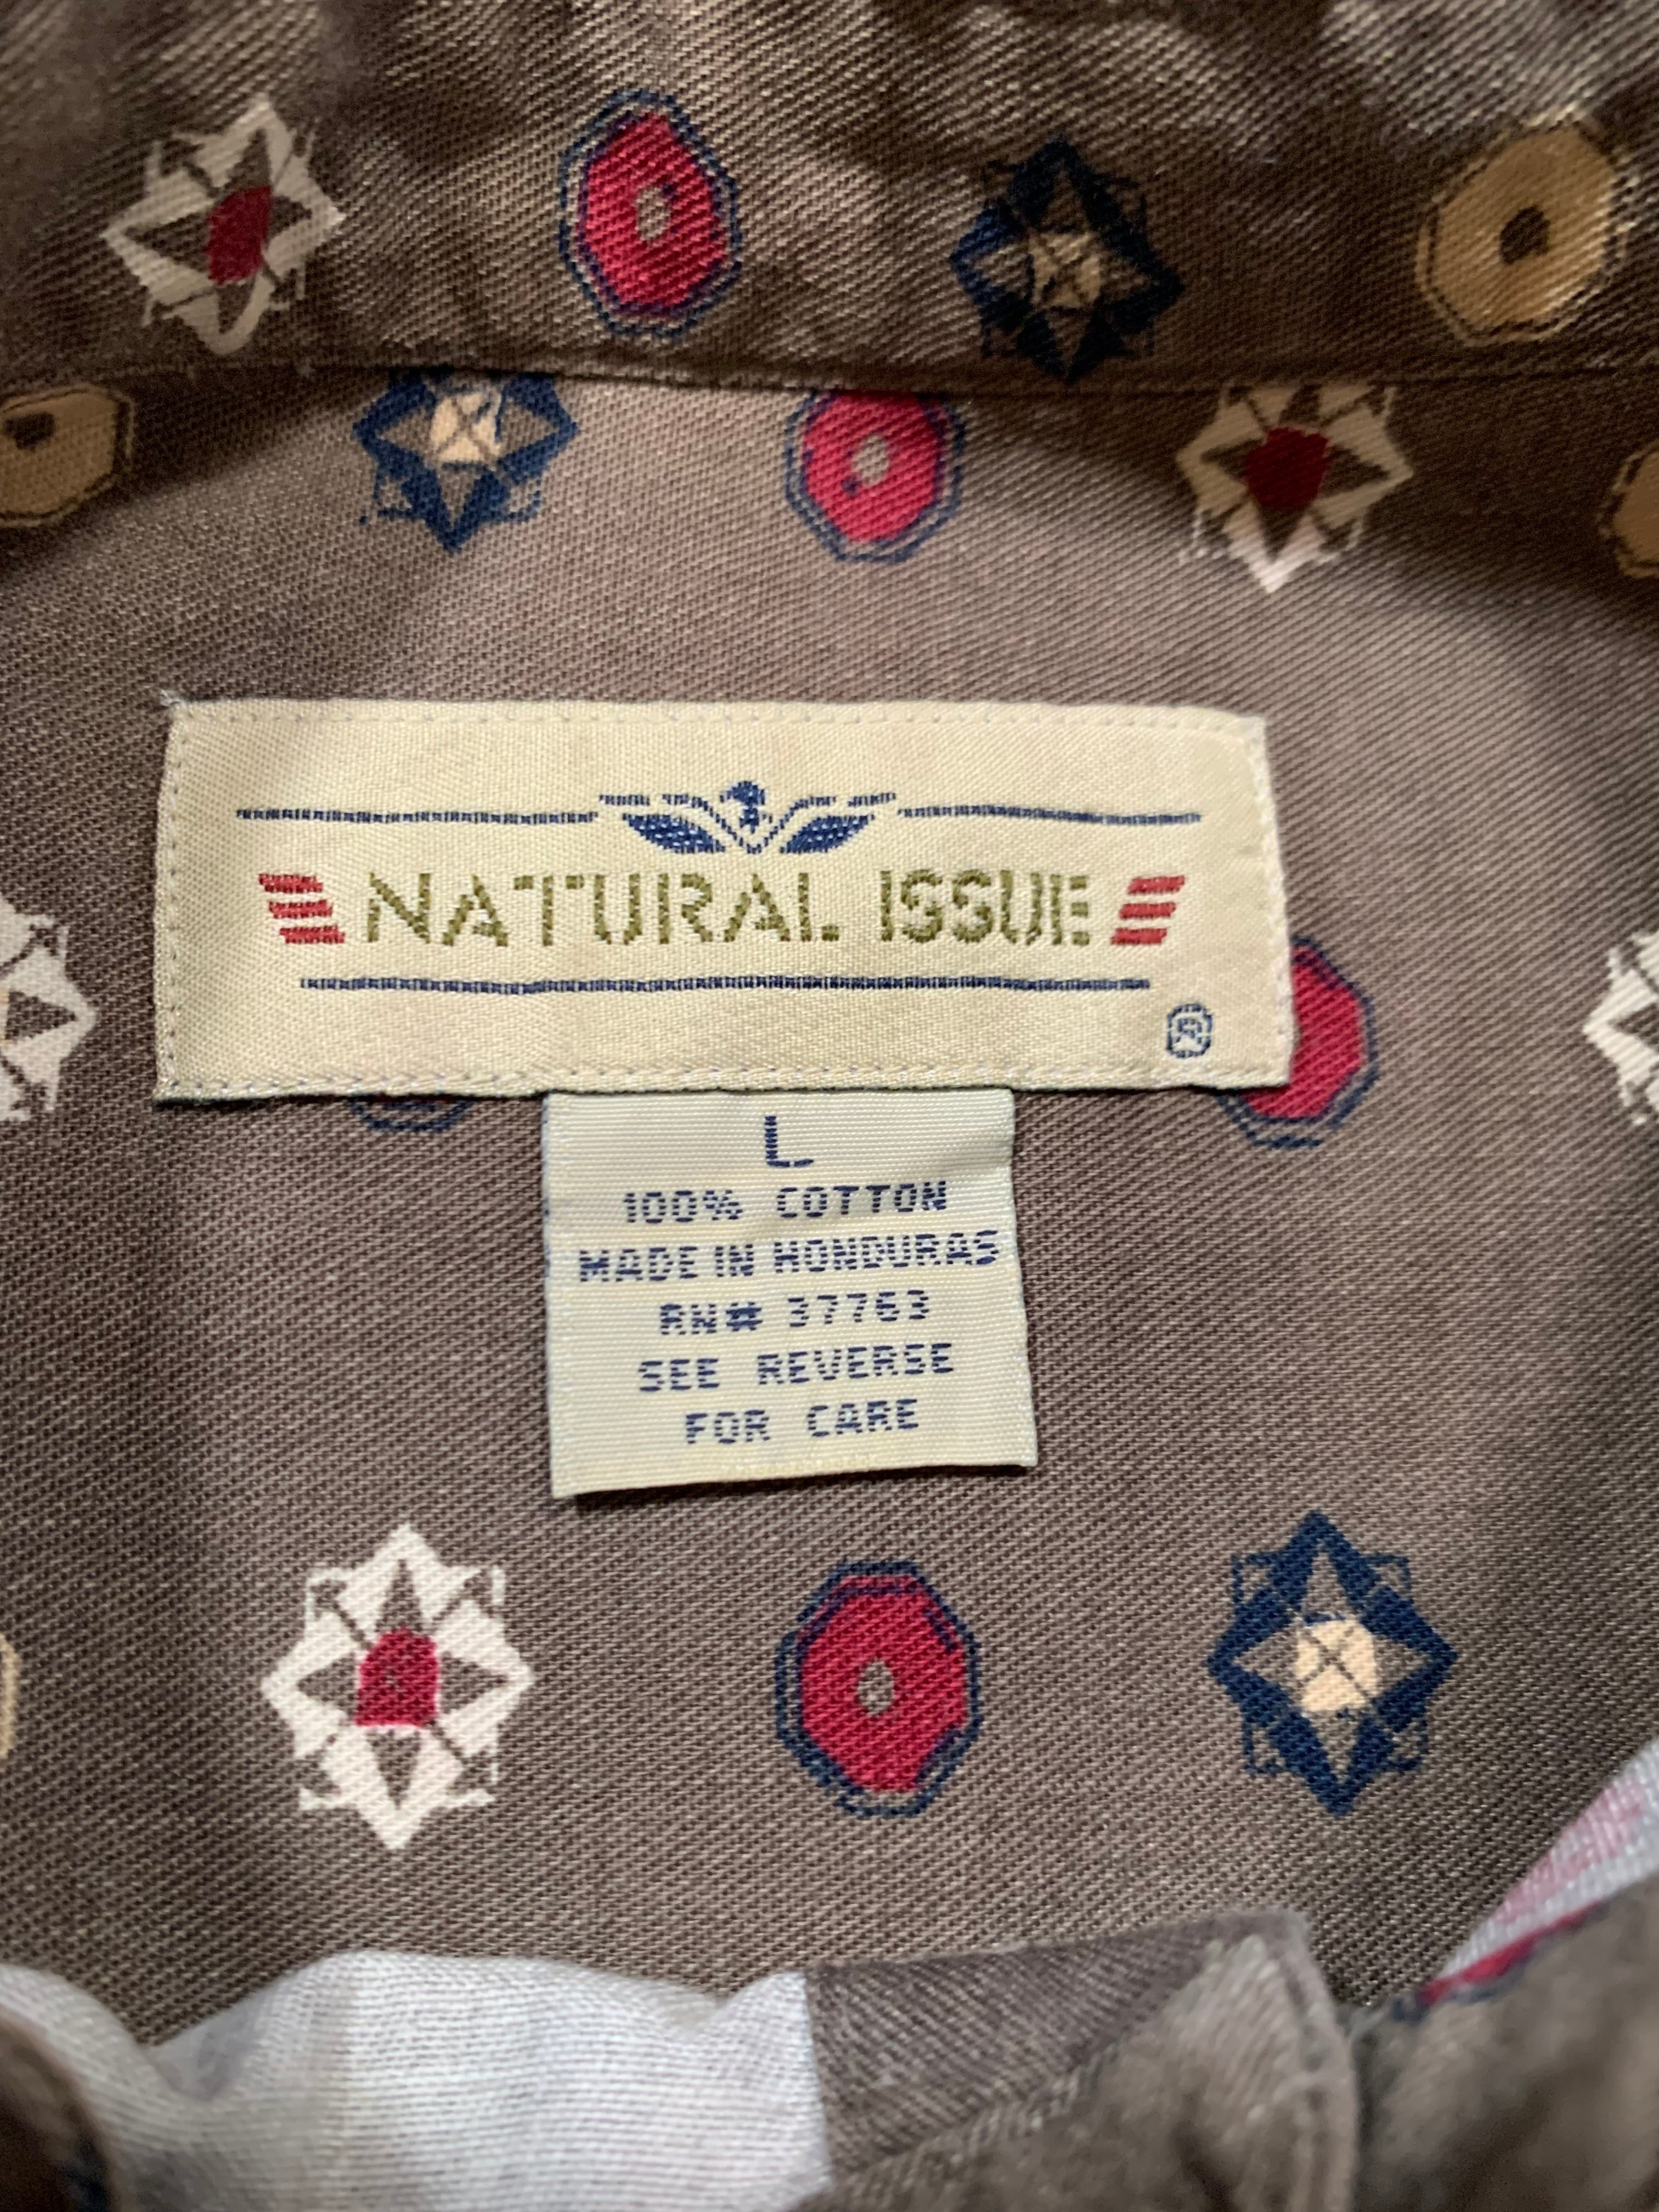 NATURAL ISSUE
®
L
100% COTTON
MADE IN HONDURAS
RN# 37763
SEE REVERSE
FOR CARE